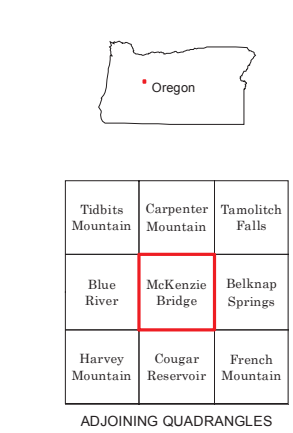 Oregon
Tidbits
Mountain
Carpenter
Mountain
Tamolitch
Falls
Blue
River
McKenzie
Bridge
Belknap
Springs
Harvey
Mountain
Cougar
Reservoir
French
Mountain
ADJOINING QUADRANGLES